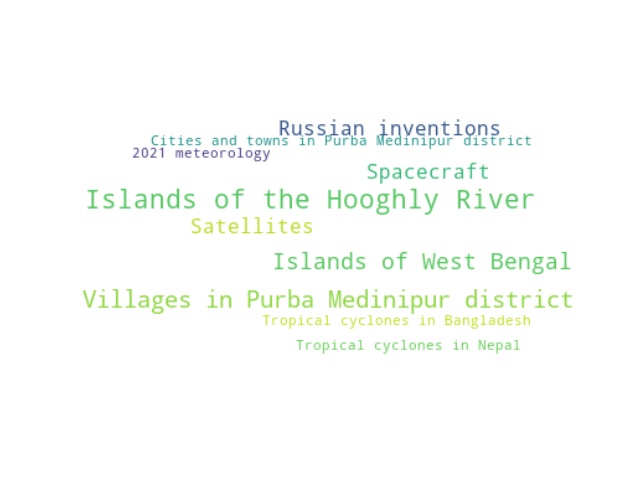 Russian inventions
Cities and towns in Purba Medinipur district
2021 meteorology
Spacecraft
Islands of the Hooghly River
Satellites
Islands of West Bengal
Villages in Purba Medinipur district
Tropical cyclones in Bangladesh
Tropical cyclones in Nepal